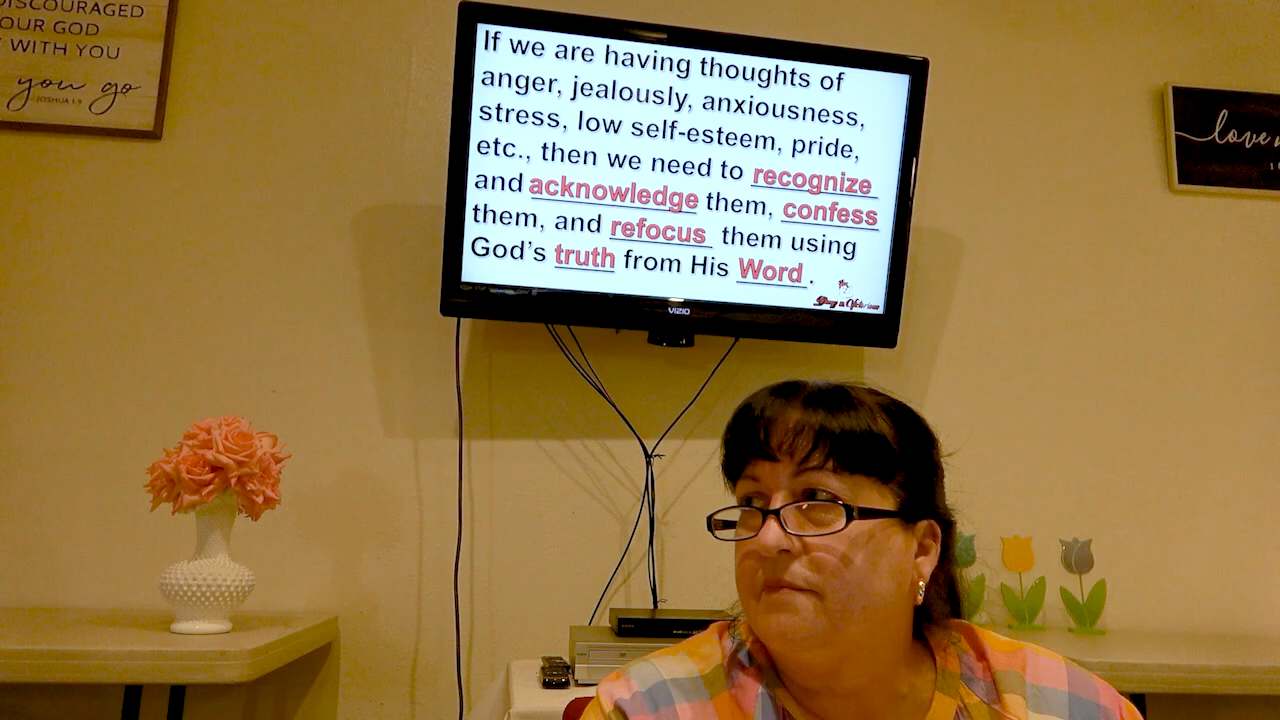 DISCOURAGED
OUR GOD
WITH YOU
you go
JOSHUA 1:9
If we are having thoughts of
anger, jealously, anxiousness,
stress, low self-esteem, pride,
etc., then we need to recognize
and acknowledge them, confess
them, and refocus them using
God's truth from His Word.
VIZIO
love
SONY